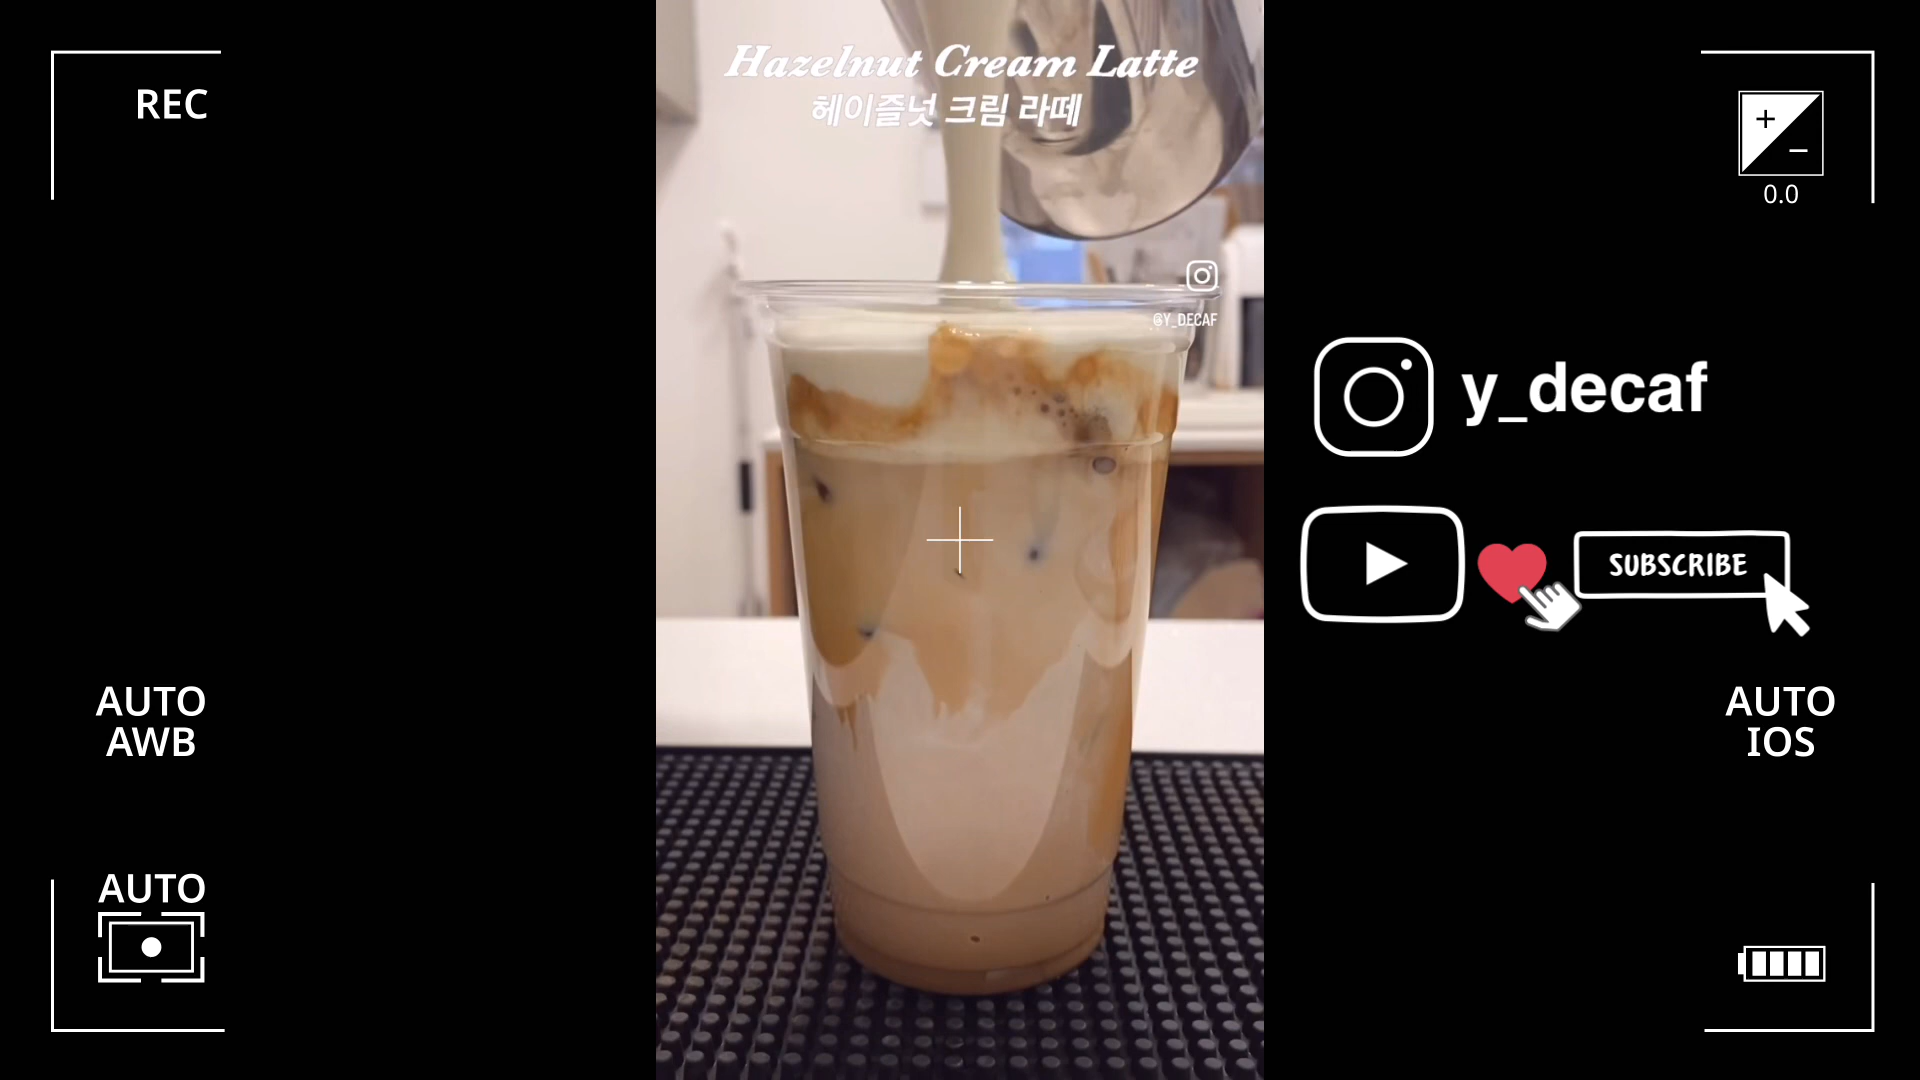 REC
Hazelnut Cream Latte
헤이즐넛 크림 라떼
+
−
0.0
@Y_DECAF
y_decaf
SUBSCRIBE
AUTO
AWB
AUTO
IOS
AUTO